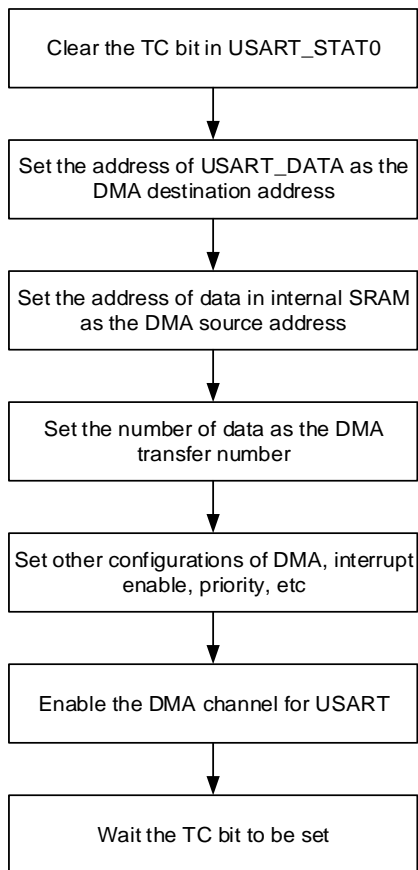 Clear the TC bit in USART_STAT0
Set the address of USART_DATA as the
DMA destination address
Set the address of data in internal SRAM
as the DMA source address
Set the number of data as the DMA
transfer number
Set other configurations of DMA, interrupt
enable, priority, etc
Enable the DMA channel for USART
Wait the TC bit to be set